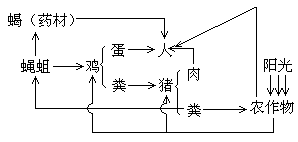 蝎（药材）
蛋 人
蝇蛆 鸡 肉 阳光
粪 猪
粪 农作物